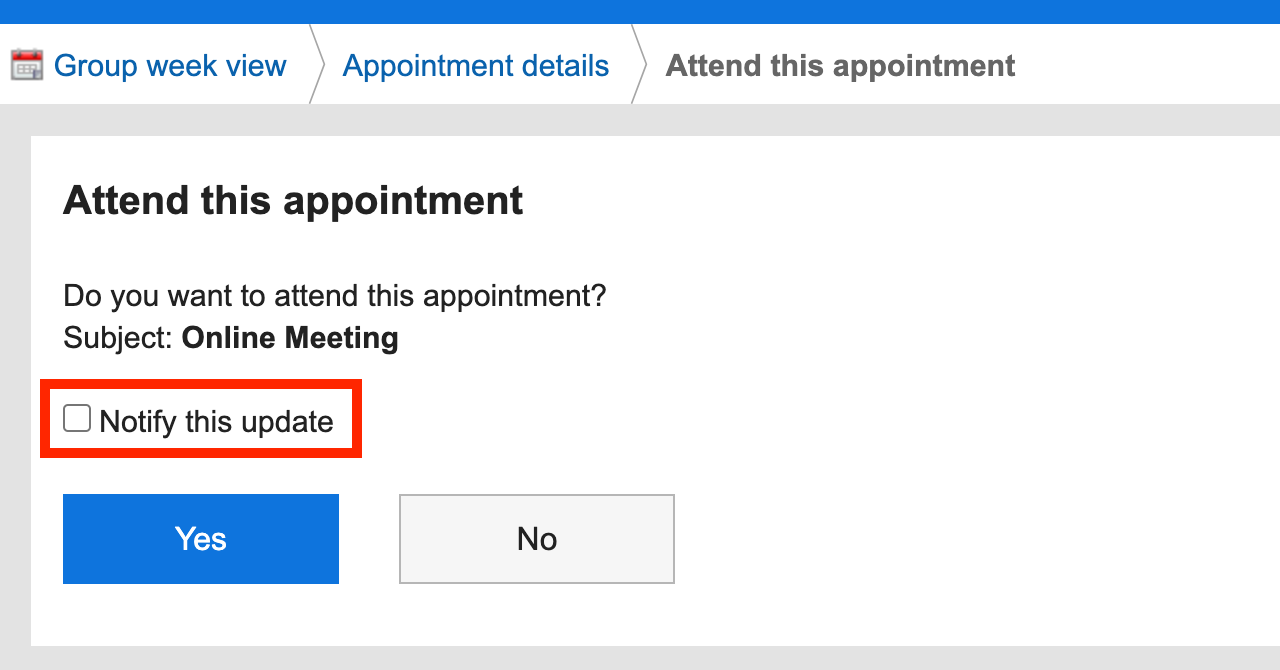 Group week view Appointment details Attend this appointment
Attend this appointment
Do you want to attend this appointment?
Subject: Online Meeting
Notify this update
Yes No